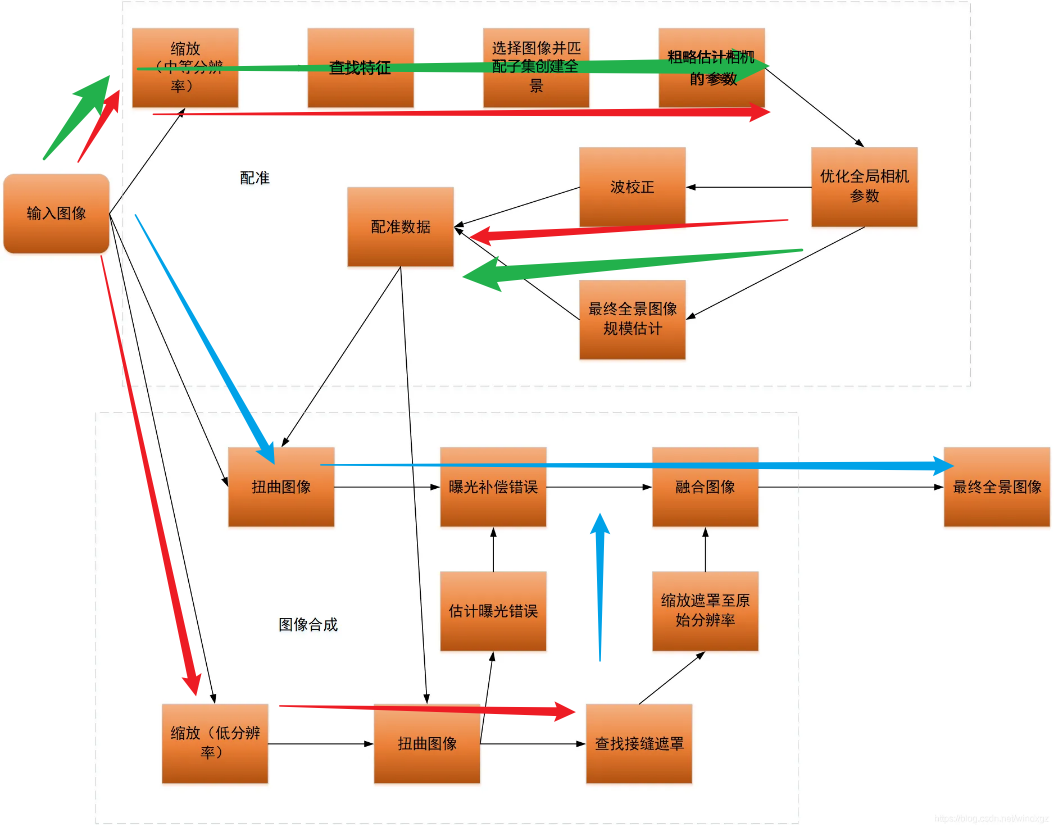 缩放
（中等分辨
率）
查找特征
选择图像并匹
配子集创建全
景
粗略估计相机
的参数
输入图像
配准
配准数据
波校正
优化全局相机
参数
最终全景图像
规模估计
扭曲图像
曝光补偿错误
融合图像
最终全景图像
估计曝光错误
缩放遮罩至原
始分辨率
图像合成
缩放（低分辨
率）
扭曲图像
查找接缝遮罩